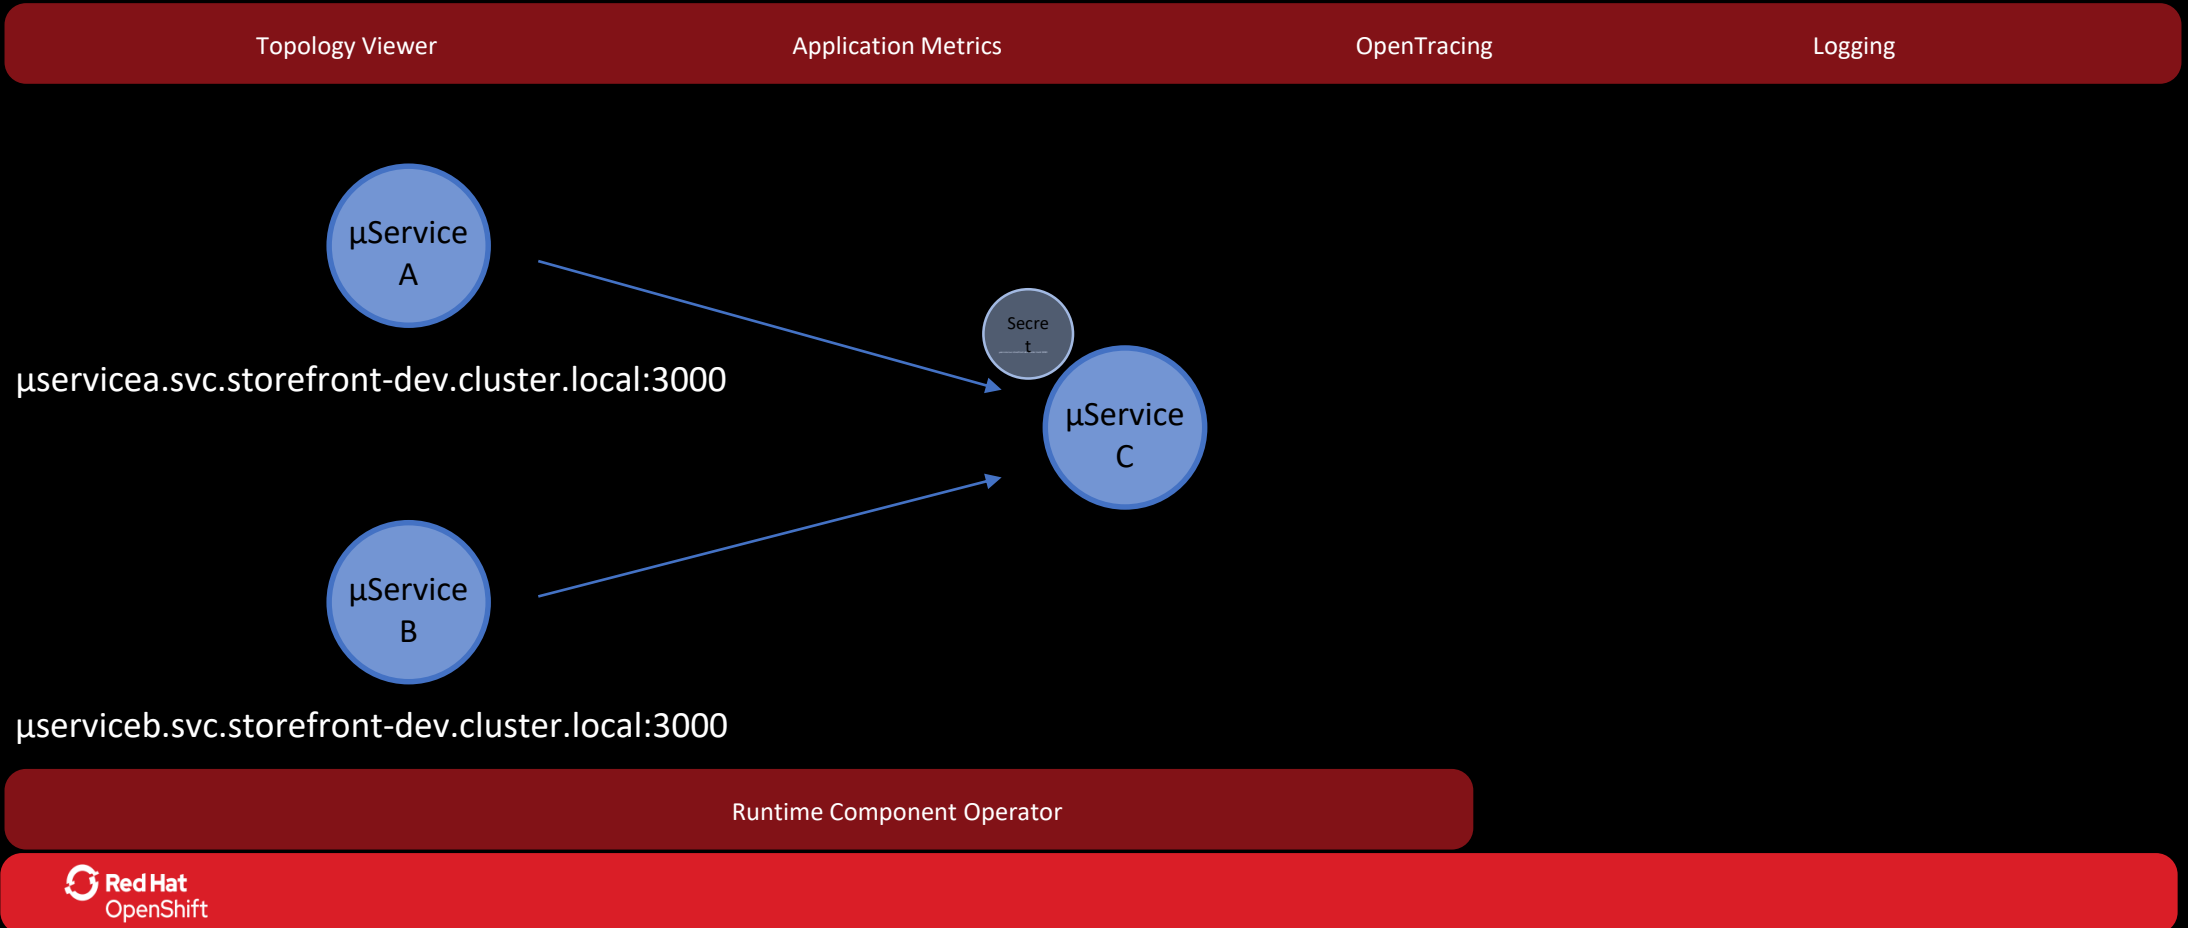 Topology Viewer Application Metrics OpenTracing Logging
µService
A
Secre
t
µservicea.svc.storefront-dev.cluster.local:3000
µService
C
µService
B
µserviceb.svc.storefront-dev.cluster.local:3000
Runtime Component Operator
Red Hat
OpenShift